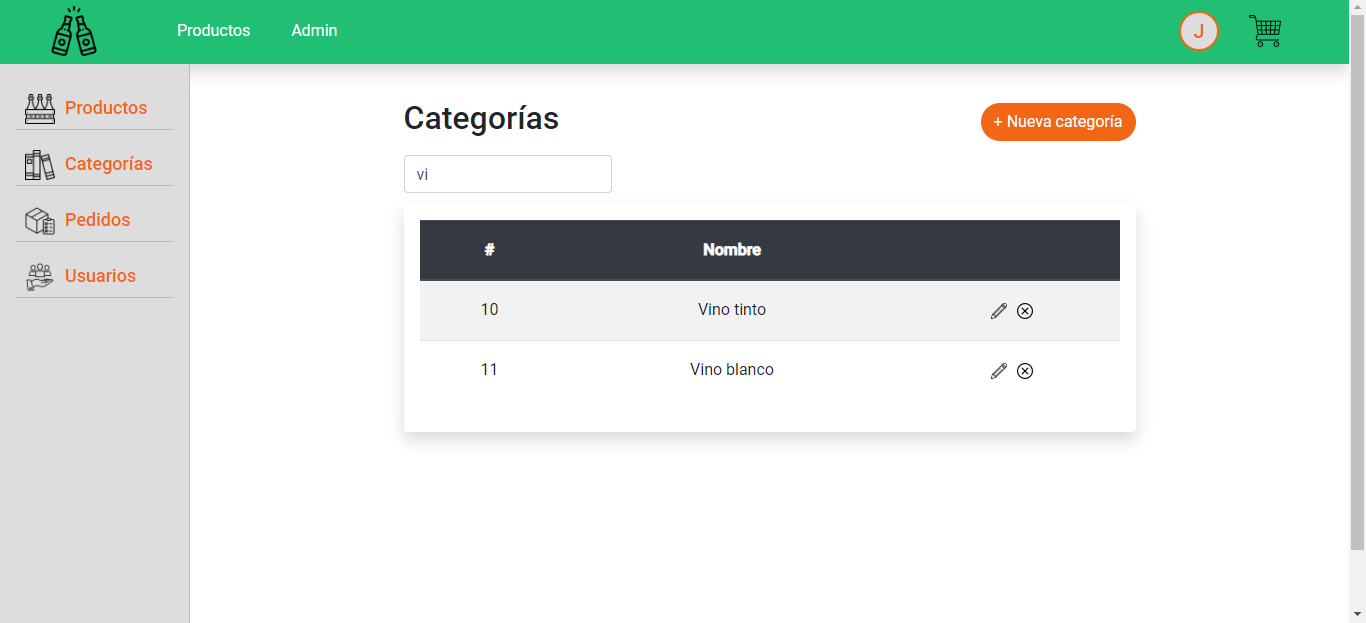 Productos Admin J
Productos
Categorías
Pedidos
Usuarios
Categorías
+ Nueva categoría
vi
# Nombre
10 Vino tinto
11 Vino blanco